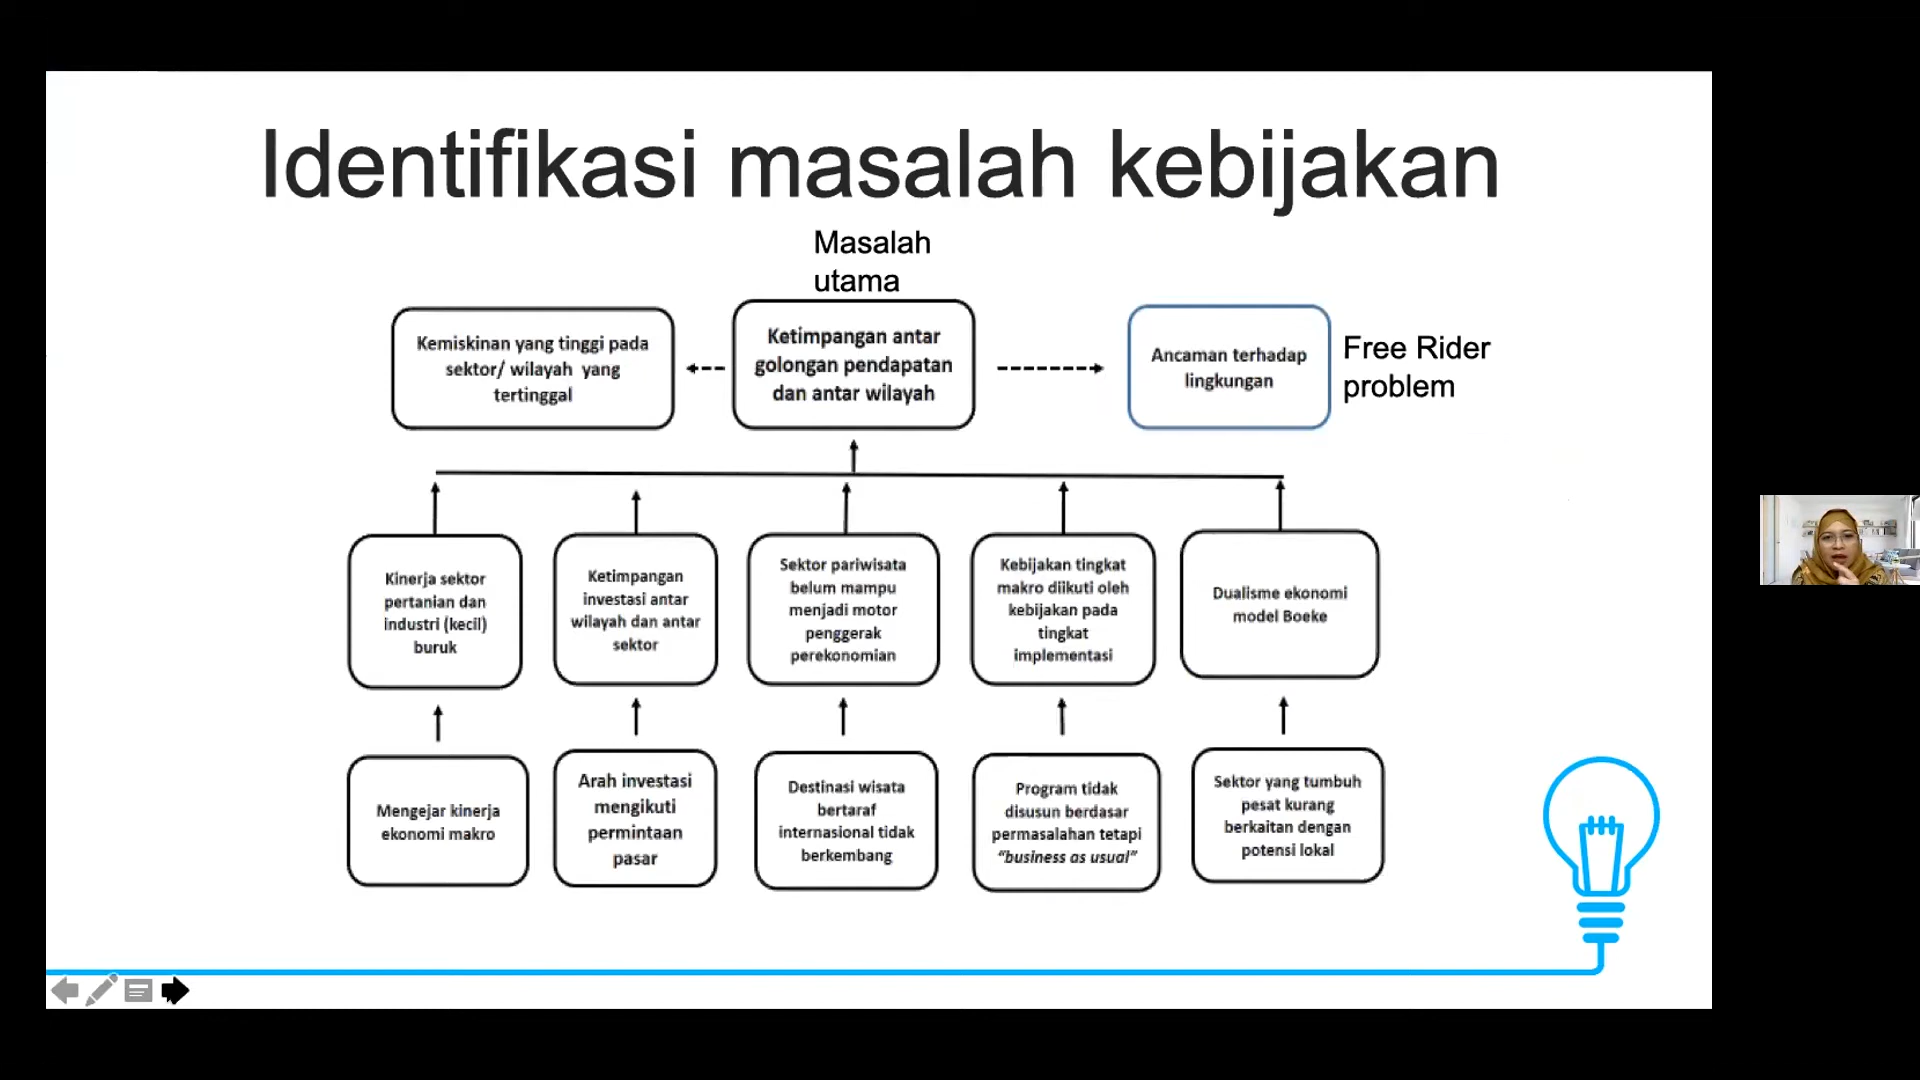 Identifikasi masalah kebijakan
Masalah
utama
Kemiskinan yang tinggi pada
sektor/ wilayah yang
tertinggal
Ketimpangan antar
golongan pendapatan
dan antar wilayah
Ancaman terhadap
lingkungan
Free Rider
problem
Kinerja sektor
pertanian dan
industri (kecil)
buruk
Ketimpangan
investasi antar
wilayah dan antar
sektor
Sektor pariwisata
belum mampu
menjadi motor
penggerak
perekonomian
Kebijakan tingkat
makro diikuti oleh
kebijakan pada
tingkat
implementasi
Dualisme ekonomi
model Boeke
Mengejar kinerja
ekonomi makro
Arah investasi
mengikuti
permintaan
pasar
Destinasi wisata
bertaraf
internasional tidak
berkembang
Program tidak
disusun berdasar
permasalahan tetapi
“business as usual”
Sektor yang tumbuh
pesat kurang
berkaitan dengan
potensi lokal